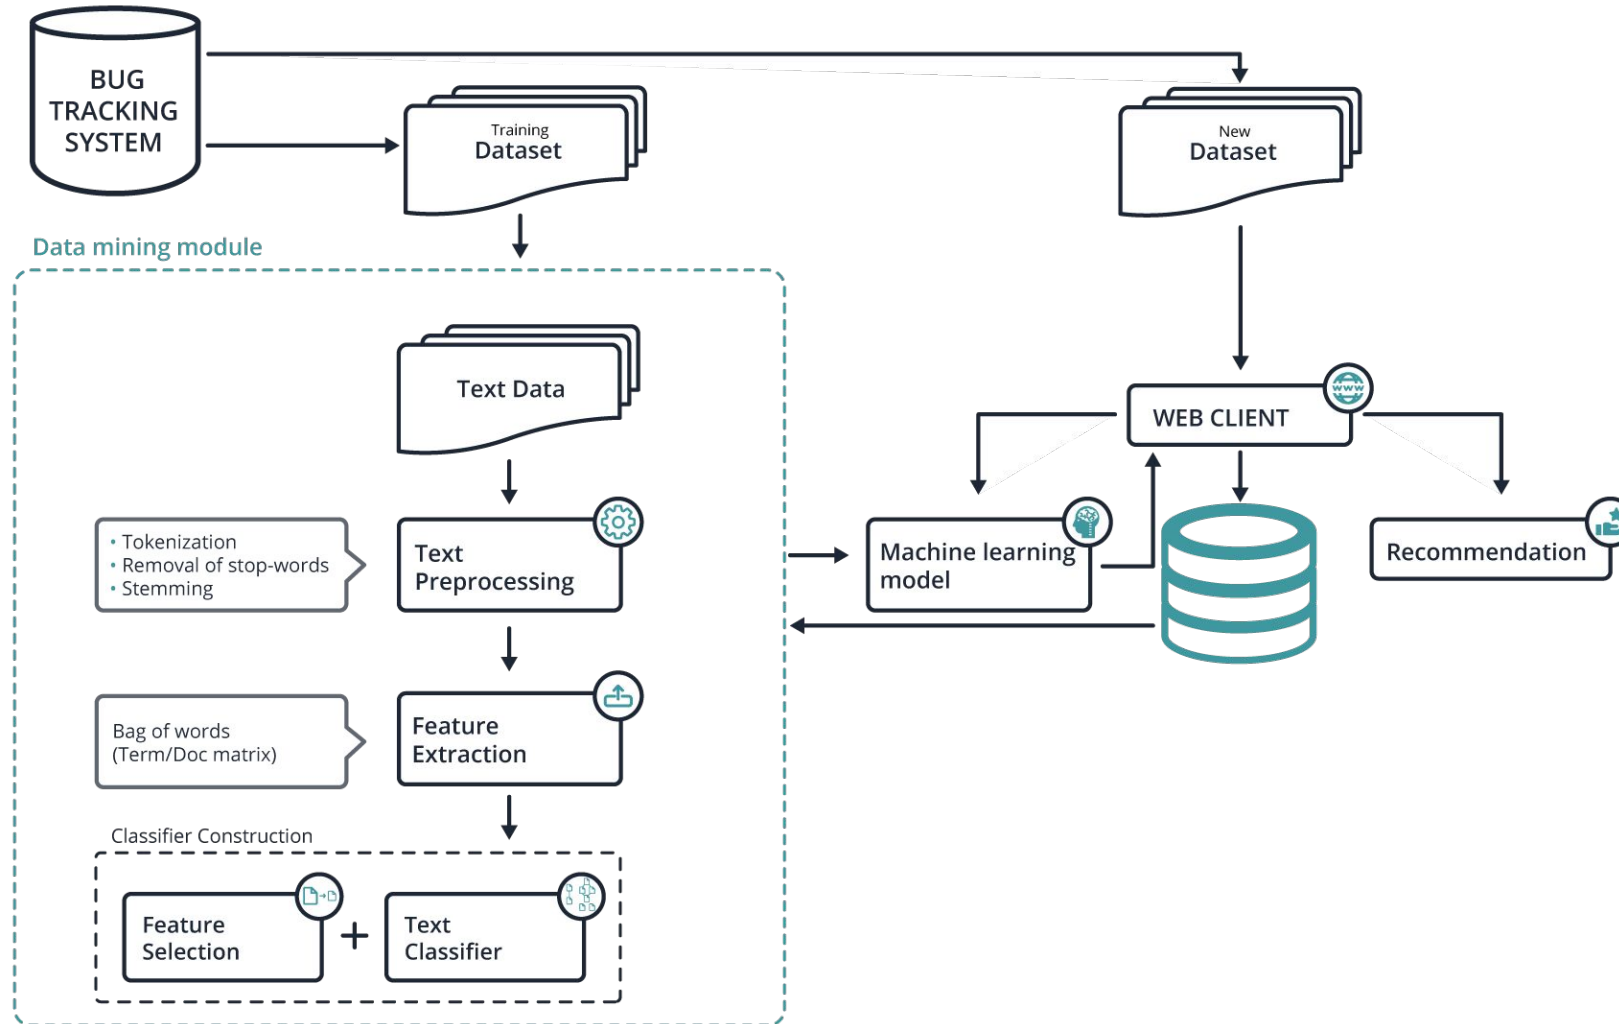 BUG
TRACKING
SYSTEM
Training
Dataset
New
Dataset
Data mining module
Text Data
WEB CLIENT
www
• Tokenization
• Removal of stop-words
• Stemming
Text
Preprocessing
Machine learning
model
Recommendation
Bag of words
(Term/Doc matrix)
Feature
Extraction
Classifier Construction
Feature
Selection
+
Text
Classifier